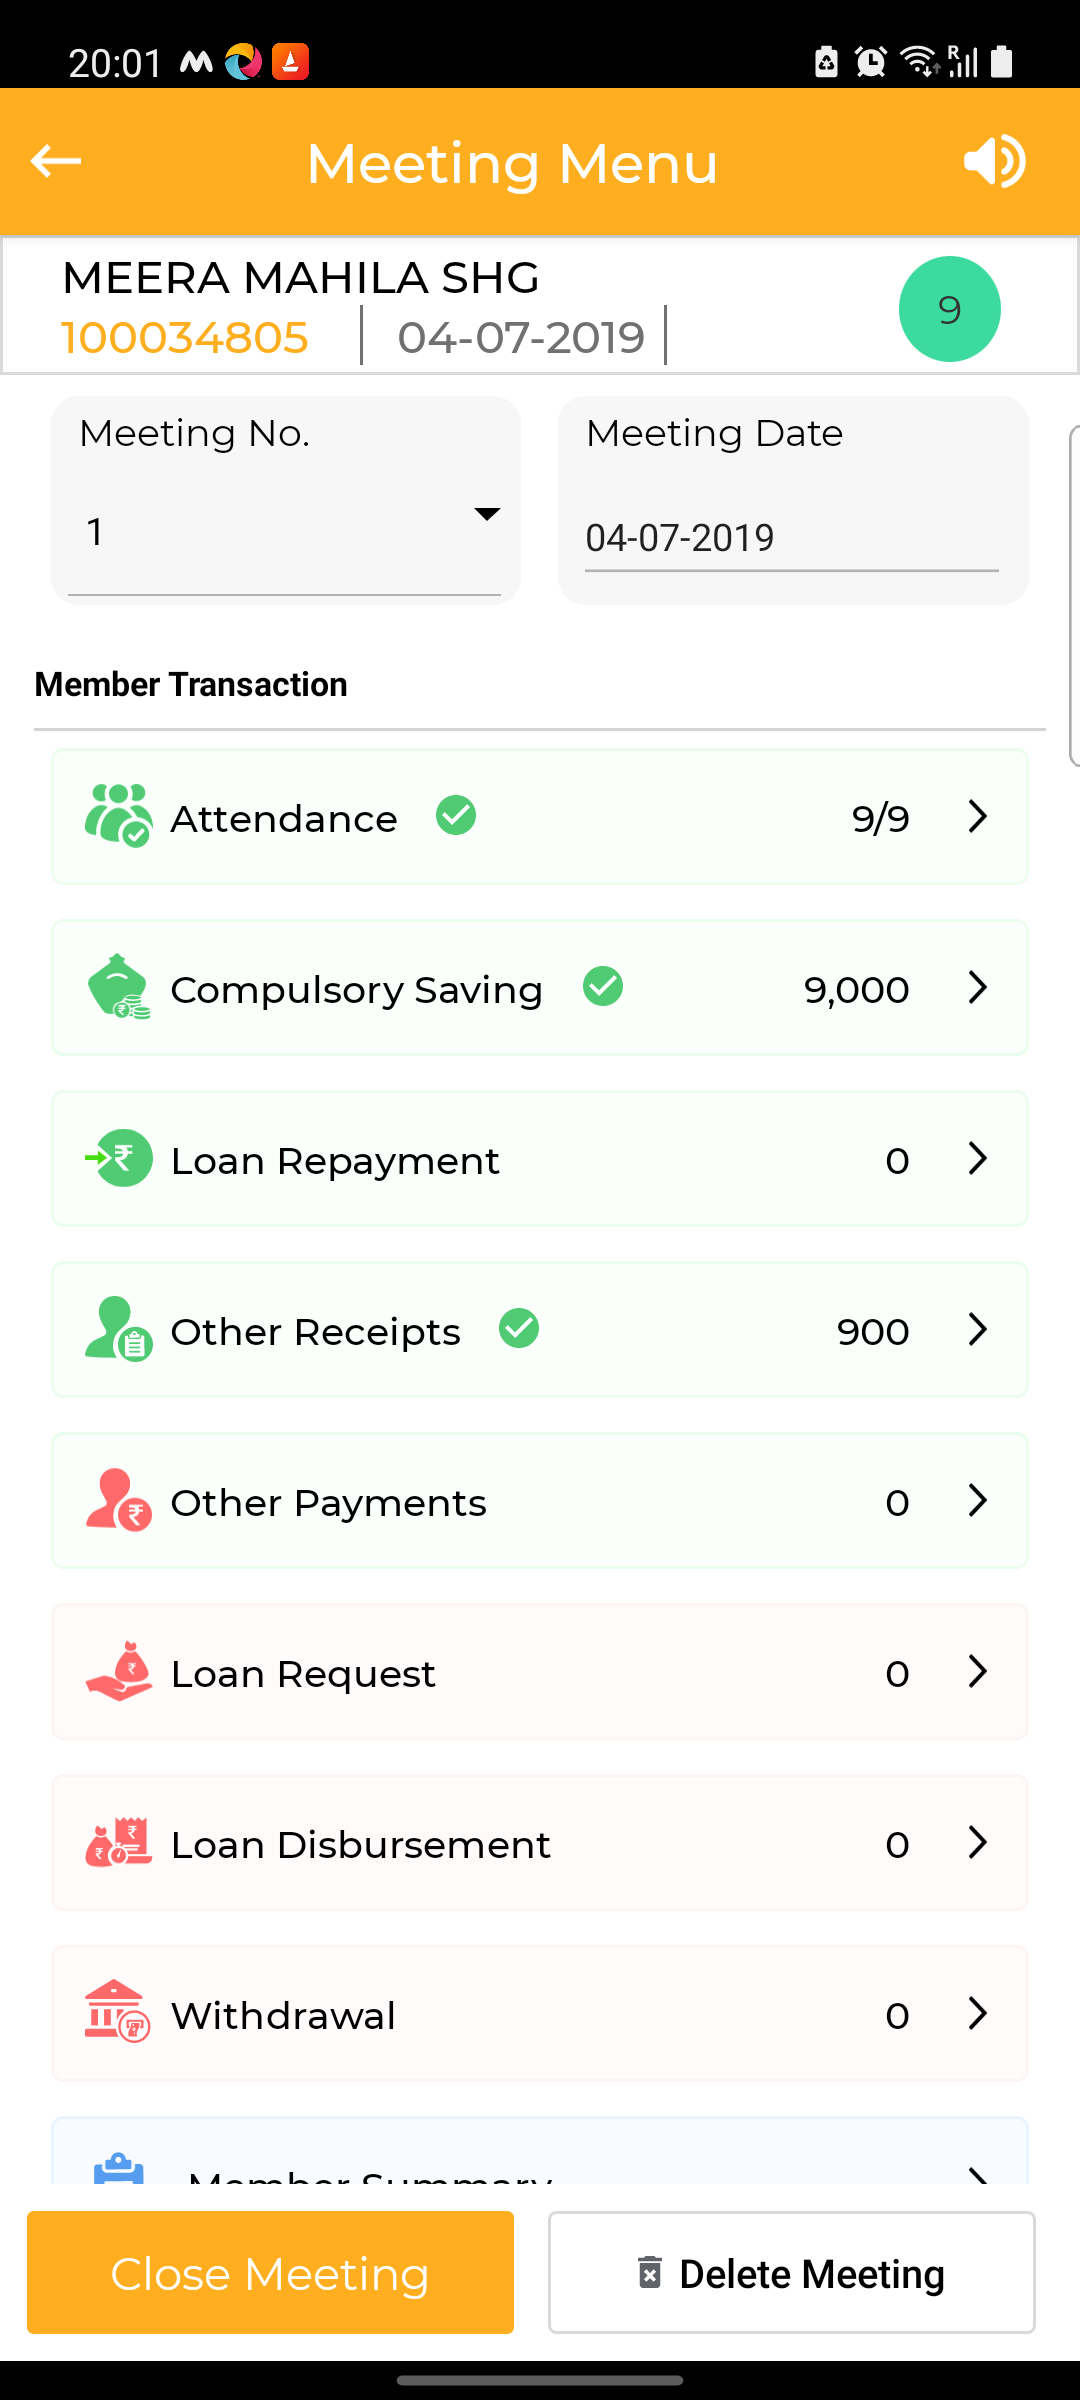 20:01
Meeting Menu
MEERA MAHILA SHG
100034805 | 04-07-2019 |
9
Meeting No.
Meeting Date
1
04-07-2019
Member Transaction
Attendance 9/9
Compulsory Saving 9,000
Loan Repayment 0
Other Receipts 900
Other Payments 0
Loan Request 0
Loan Disbursement 0
Withdrawal 0
Member Summary
Close Meeting
Delete Meeting